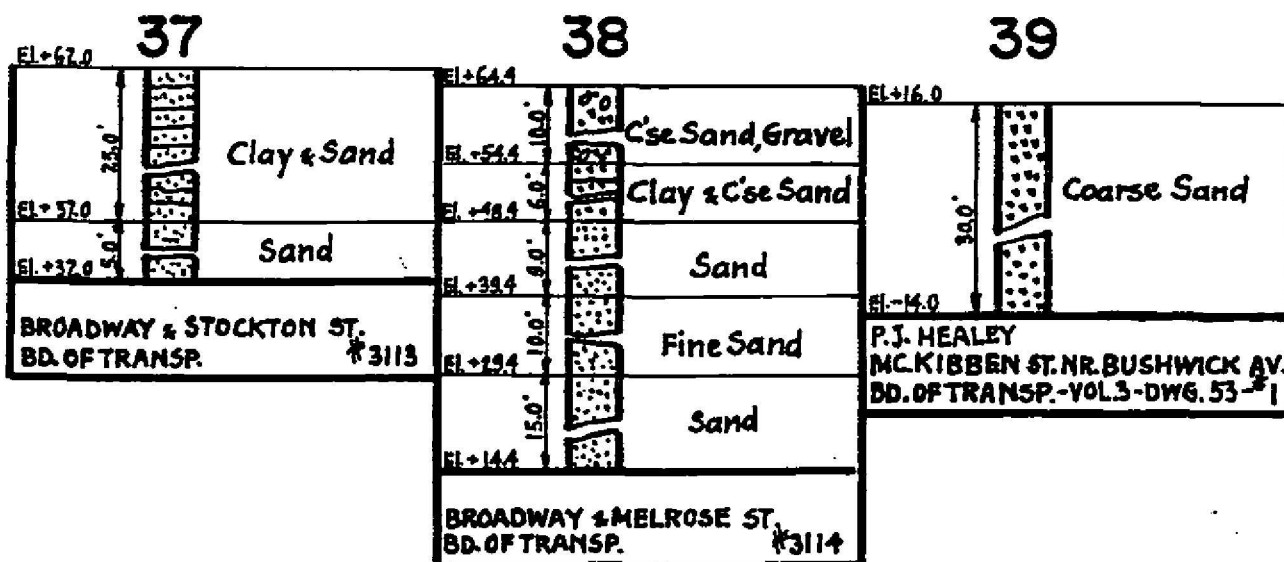 37
El.+62.0
25.0'
Clay & Sand
El.+37.0
5.0'
Sand
El.+32.0
BROADWAY & STOCKTON ST.
BD. OF TRANSP. #3113
38
El.+64.4
10.0'
C'se Sand, Gravel
El.+54.4
6.0'
Clay & C'se Sand
El.+48.4
9.0'
Sand
El.+39.4
10.0'
Fine Sand
El.+29.4
15.0'
Sand
El.+14.4
BROADWAY & MELROSE ST.
BD. OF TRANSP. #3114
39
El.+16.0
30.0'
Coarse Sand
El.-14.0
P.J. HEALEY
MC.KIBBEN ST. NR. BUSHWICK AV.
BD. OF TRANSP.-VOL.3-DWG. 53-#1